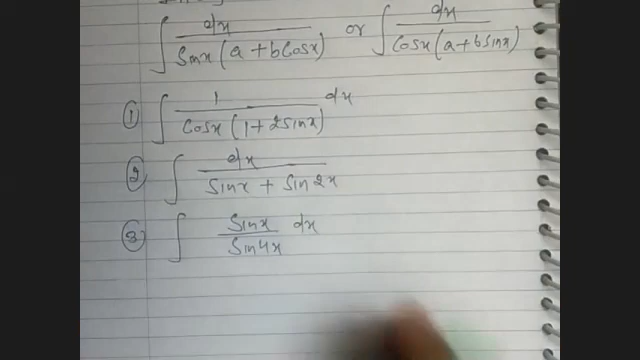 ∫ dx / Sinx(a + b Cosx) or ∫ dx / Cosx(a + b Sinx)
① ∫ 1 / Cosx(1 + 2Sinx) dx
② ∫ dx / Sinx + Sin2x
③ ∫ Sinx / Sin4x dx